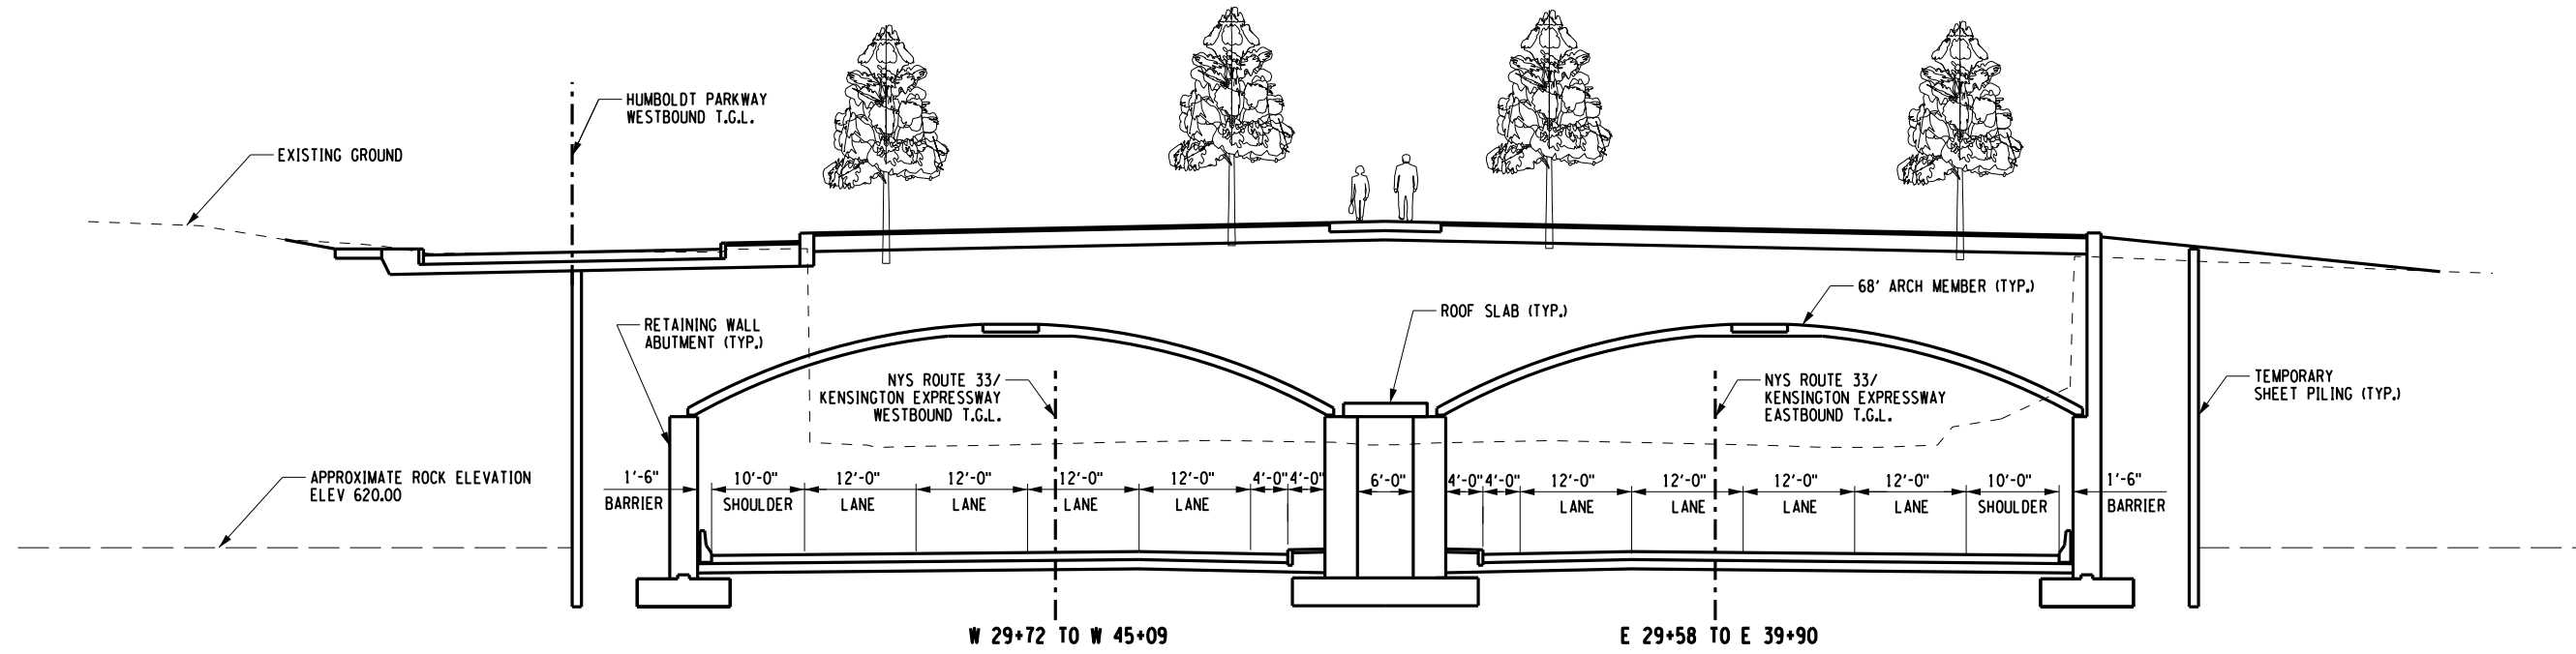 HUMBOLDT PARKWAY
WESTBOUND T.G.L.
EXISTING GROUND
68' ARCH MEMBER (TYP.)
ROOF SLAB (TYP.)
RETAINING WALL
ABUTMENT (TYP.)
NYS ROUTE 33/
KENSINGTON EXPRESSWAY
WESTBOUND T.G.L.
NYS ROUTE 33/
KENSINGTON EXPRESSWAY
EASTBOUND T.G.L.
TEMPORARY
SHEET PILING (TYP.)
APPROXIMATE ROCK ELEVATION
ELEV 620.00
1'-6" 10'-0" 12'-0" 12'-0" 12'-0" 12'-0" 4'-0" 4'-0" 6'-0" 4'-0" 4'-0" 12'-0" 12'-0" 12'-0" 12'-0" 10'-0" 1'-6"
BARRIER SHOULDER LANE LANE LANE LANE LANE LANE LANE LANE SHOULDER BARRIER
W 29+72 TO W 45+09
E 29+58 TO E 39+90